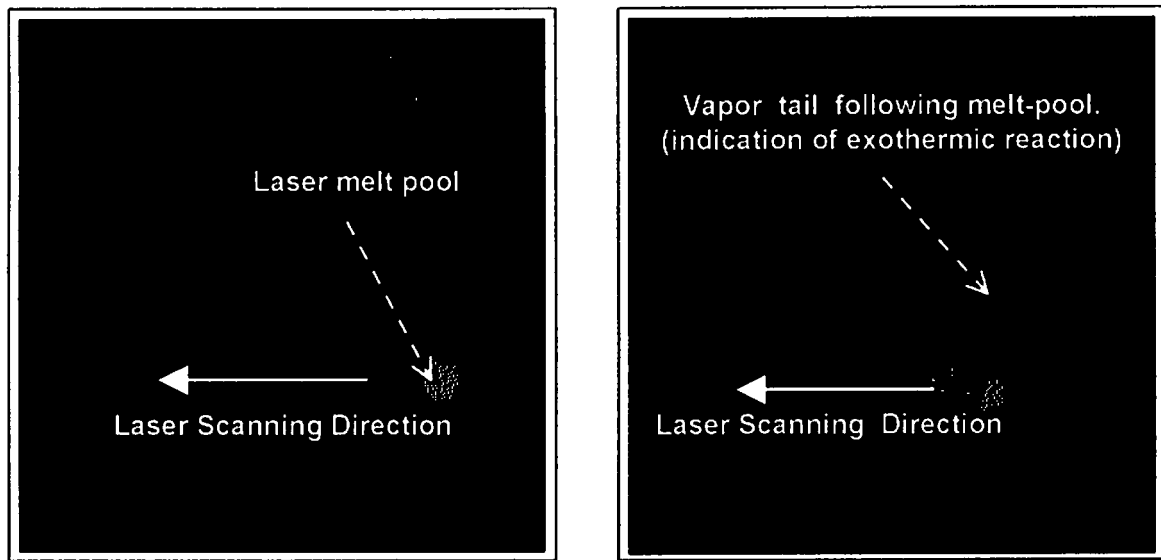 Laser melt pool
Laser Scanning Direction
Vapor tail following melt-pool.
(indication of exothermic reaction)
Laser Scanning Direction